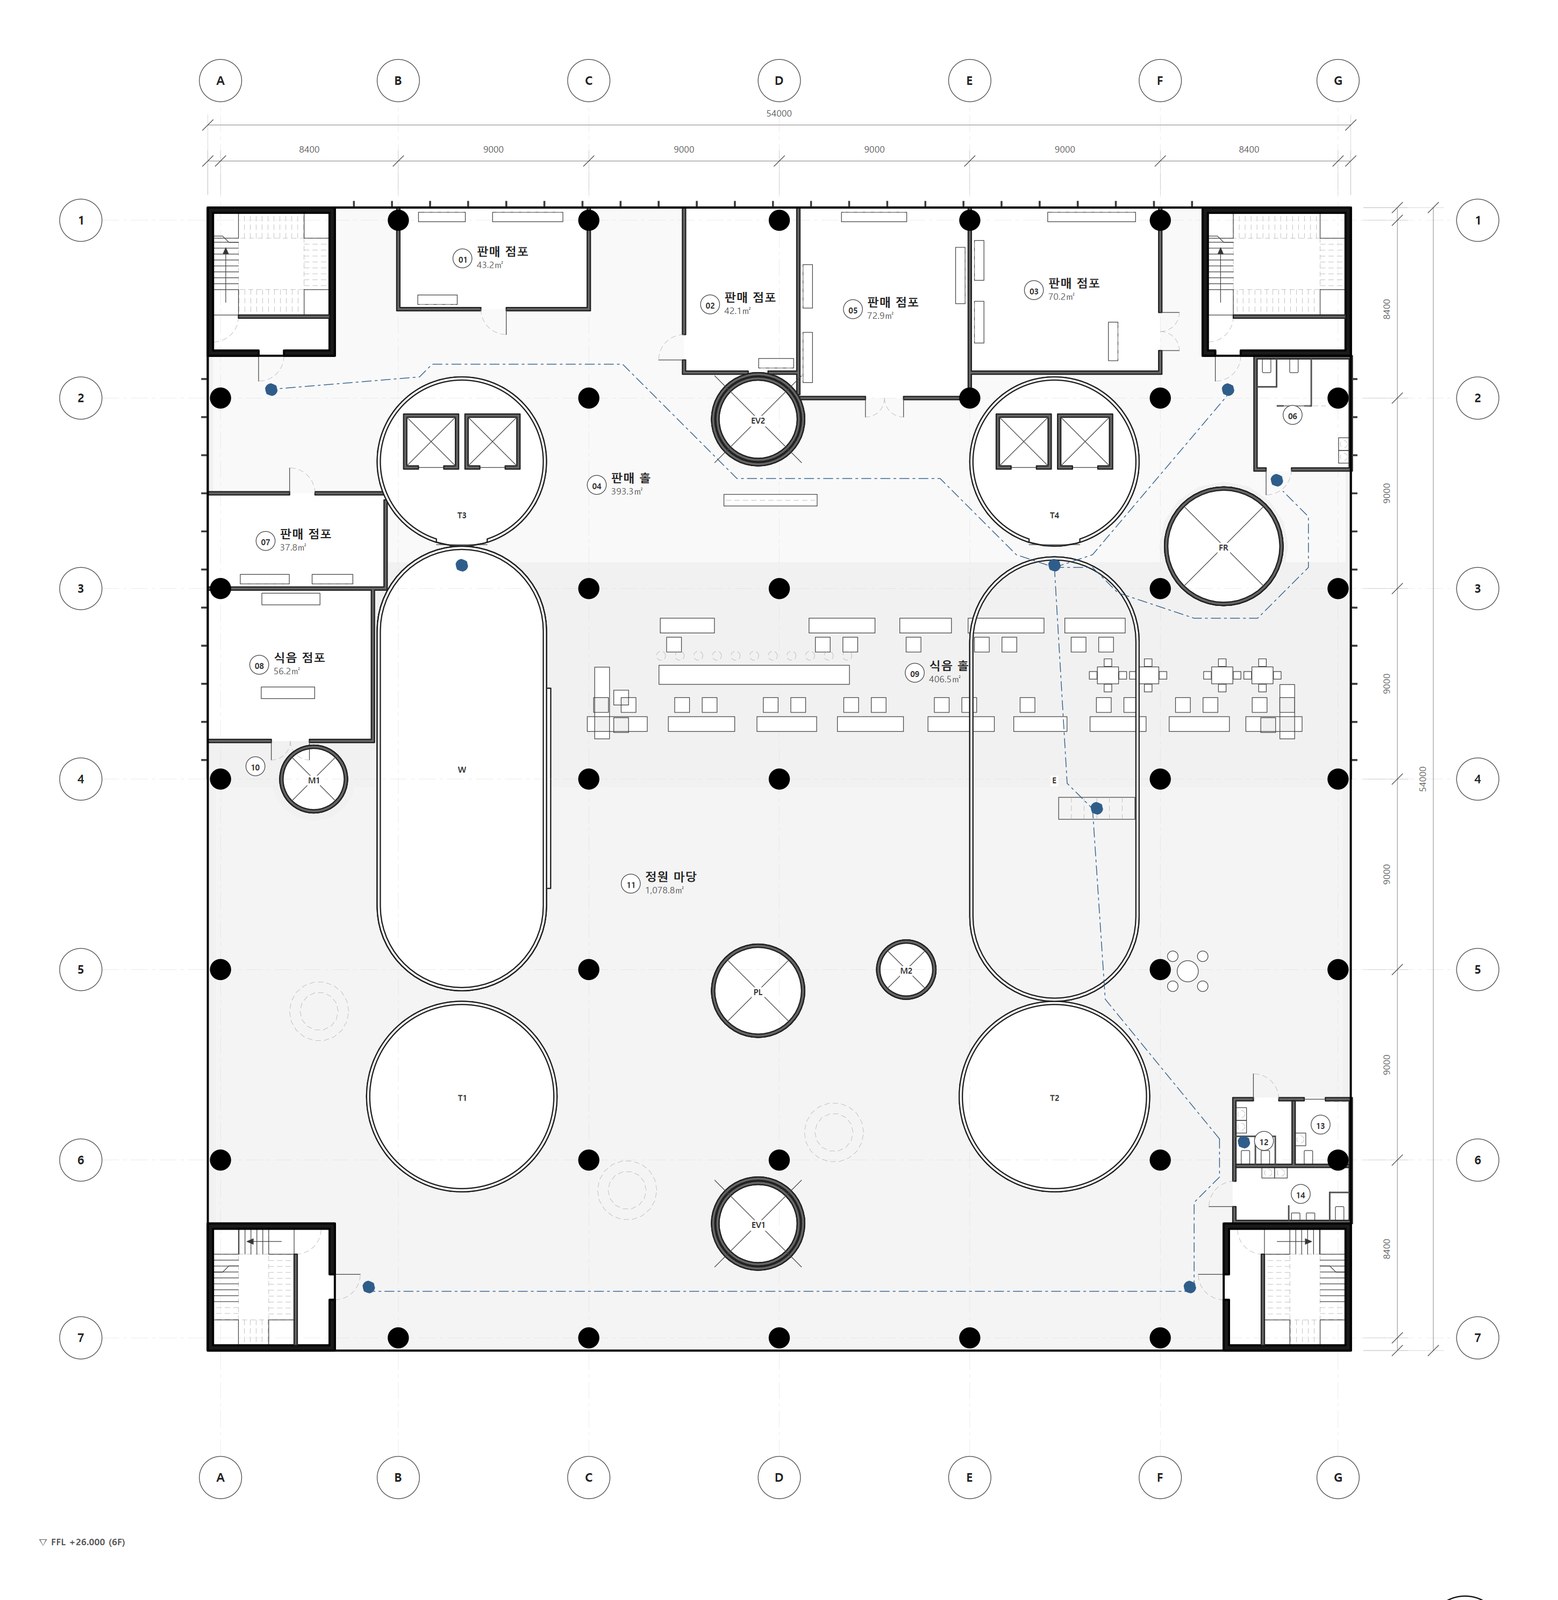 A B C D E F G
54000
8400 9000 9000 9000 9000 8400
1 1
01 판매 점포
43.2㎡
02 판매 점포
42.1㎡
05 판매 점포
72.9㎡
03 판매 점포
70.2㎡
8400
2 2
06
EV2
04 판매 홀
393.3㎡
9000
T3 T4
07 판매 점포
37.8㎡
FR
3 3
08 식음 점포
56.2㎡
09 식음 홀
406.5㎡
9000
10
W
4 M1 E 54000 4
11 정원 마당
1,078.8㎡
9000
5 M2 5
PL
9000
T1 T2
13
12
6 6
14
EV1
8400
7 7
A B C D E F G
▽ FFL +26.000 (6F)